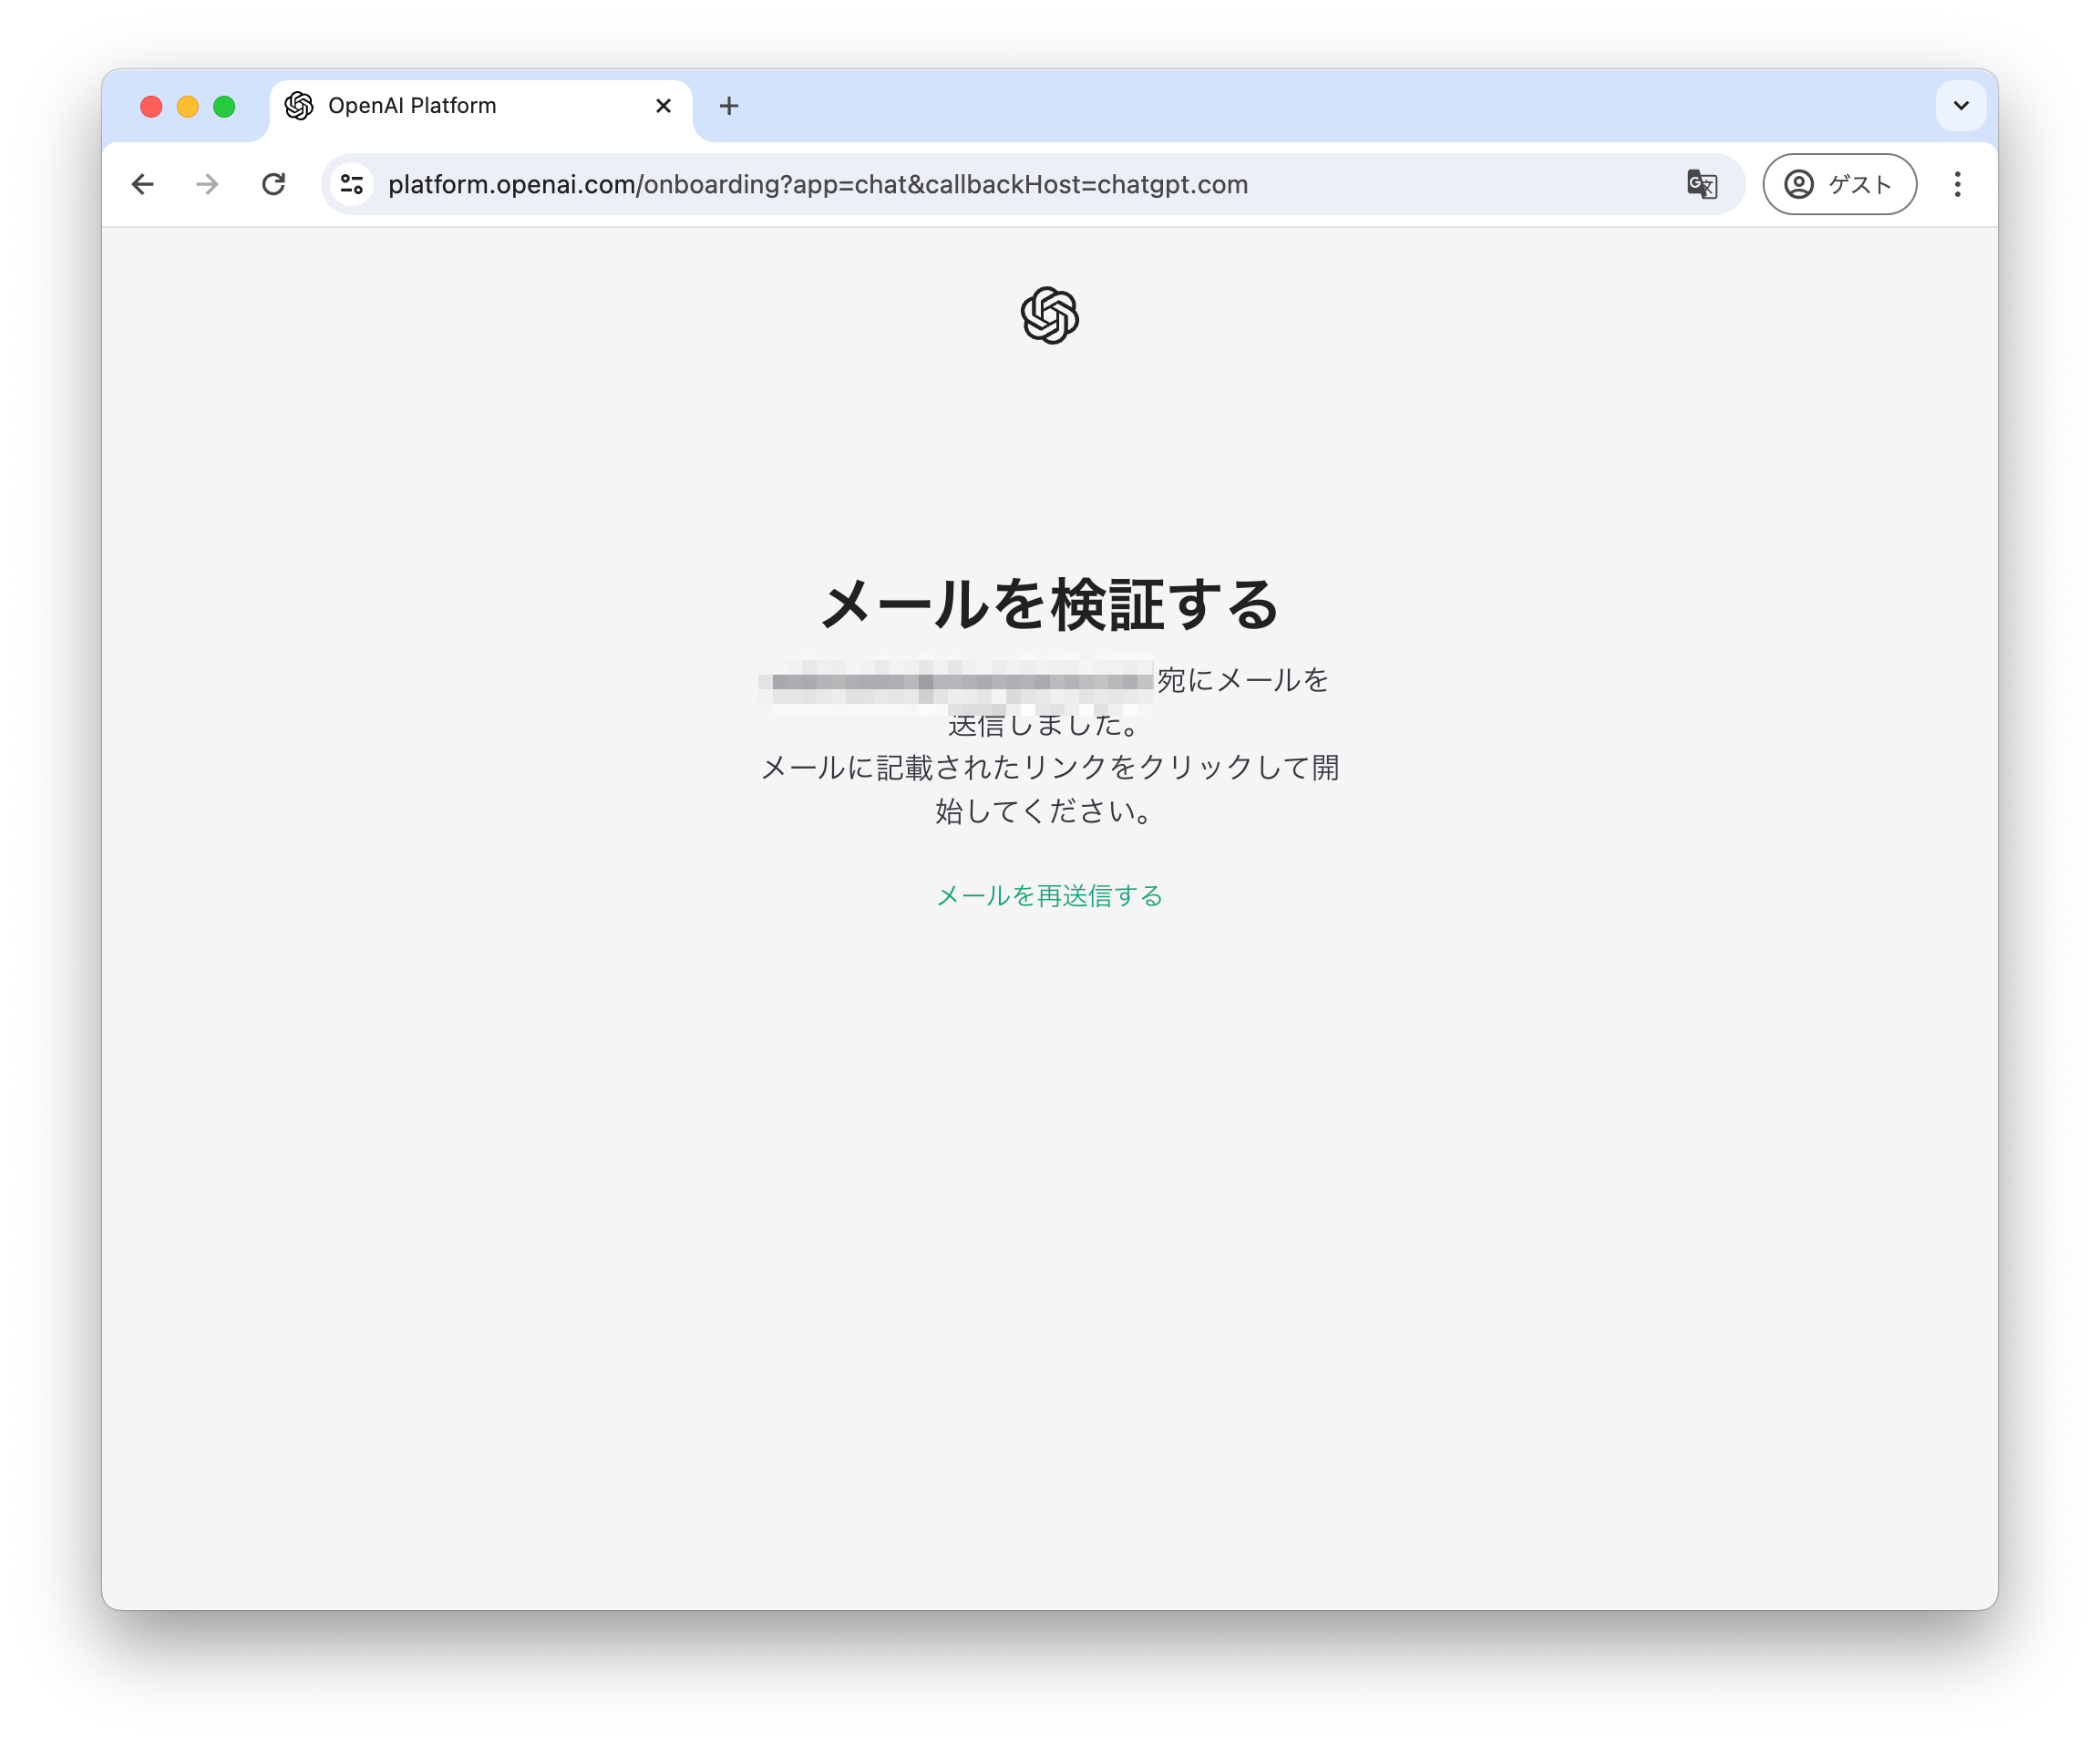 OpenAI Platform
platform.openai.com/onboarding?app=chat&callbackHost=chatgpt.com
ゲスト
メールを検証する
宛にメールを
送信しました。
メールに記載されたリンクをクリックして開
始してください。
メールを再送信する